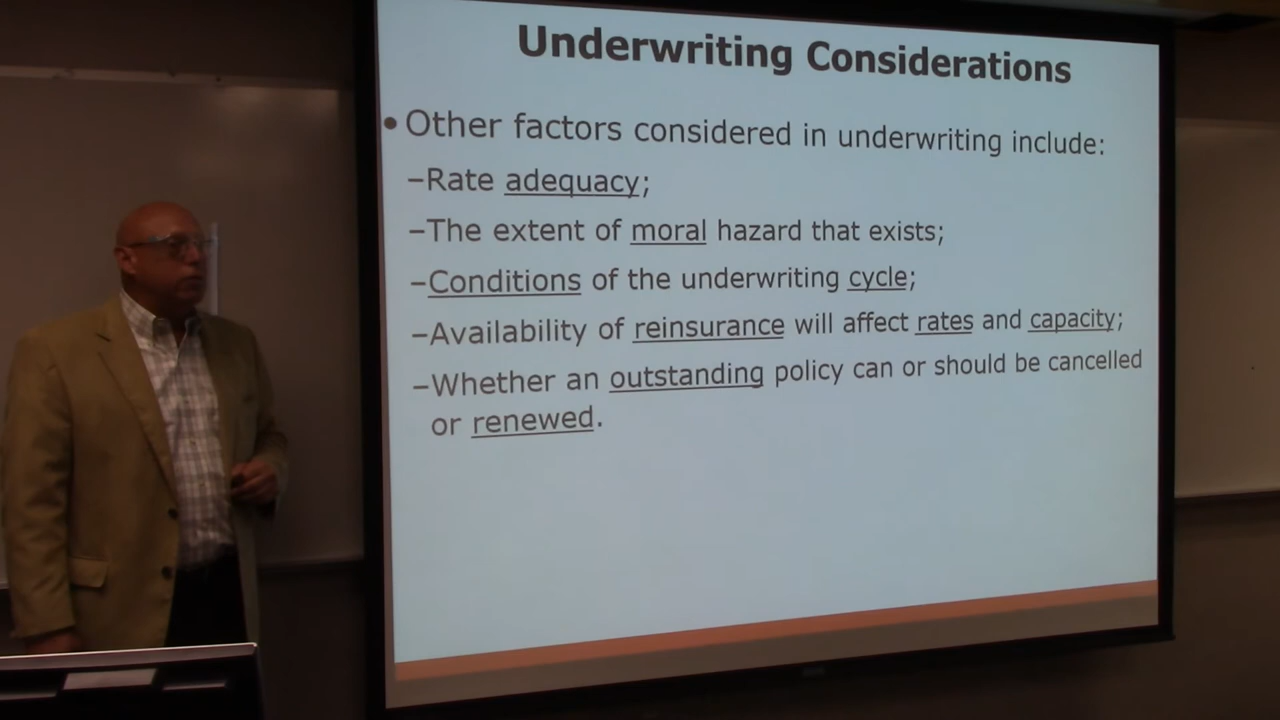 Underwriting Considerations
• Other factors considered in underwriting include:
–Rate adequacy;
–The extent of moral hazard that exists;
–Conditions of the underwriting cycle;
–Availability of reinsurance will affect rates and capacity;
–Whether an outstanding policy can or should be cancelled
or renewed.